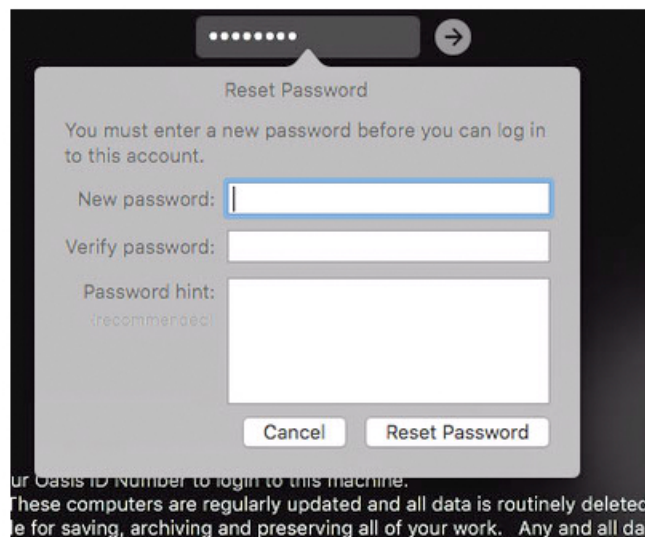 Reset Password
You must enter a new password before you can log in
to this account.
New password:
Verify password:
Password hint:
(recommended)
Cancel
Reset Password
ur Oasis ID Number to login to this machine.
These computers are regularly updated and all data is routinely deleted
le for saving, archiving and preserving all of your work. Any and all da